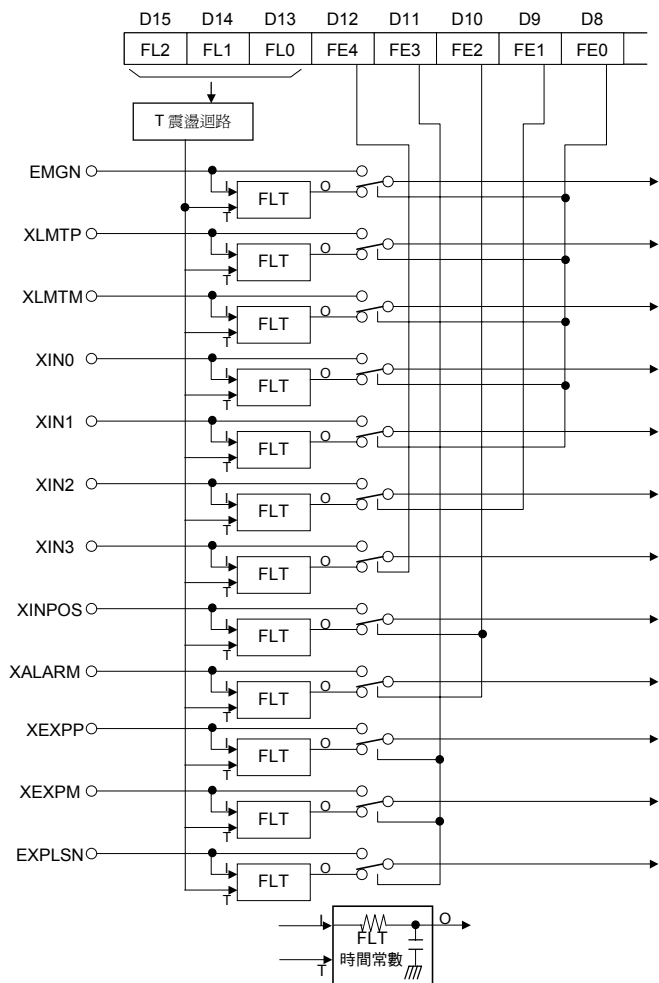 D15 D14 D13 D12 D11 D10 D9 D8
FL2 FL1 FL0 FE4 FE3 FE2 FE1 FE0
T 震盪迴路
EMGN
I
T
FLT
O
XLMTP
I
T
FLT
O
XLMTM
I
T
FLT
O
XIN0
I
T
FLT
O
XIN1
I
T
FLT
O
XIN2
I
T
FLT
O
XIN3
I
T
FLT
O
XINPOS
I
T
FLT
O
XALARM
I
T
FLT
O
XEXPP
I
T
FLT
O
XEXPM
I
T
FLT
O
EXPLSN
I
T
FLT
O
I
O
FLT
時間常數
T